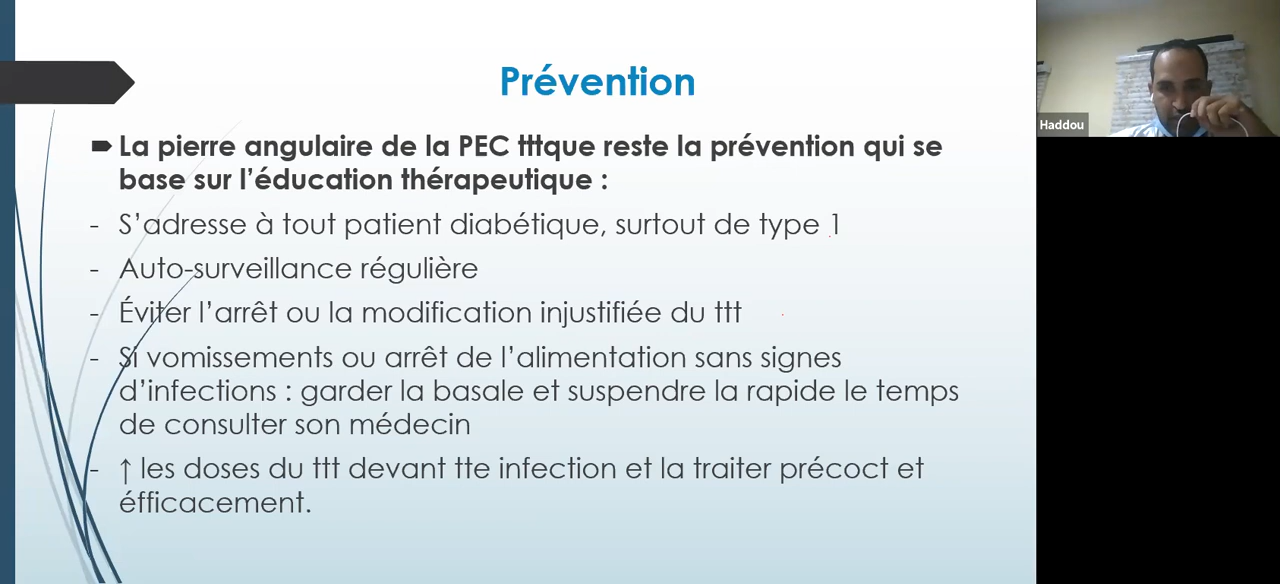 Prévention
La pierre angulaire de la PEC tttque reste la prévention qui se
base sur l’éducation thérapeutique :
- S’adresse à tout patient diabétique, surtout de type 1
- Auto-surveillance régulière
- Éviter l’arrêt ou la modification injustifiée du ttt
- Si vomissements ou arrêt de l’alimentation sans signes
d’infections : garder la basale et suspendre la rapide le temps
de consulter son médecin
- ↑ les doses du ttt devant tte infection et la traiter précoct et
éfficacement.
Haddou